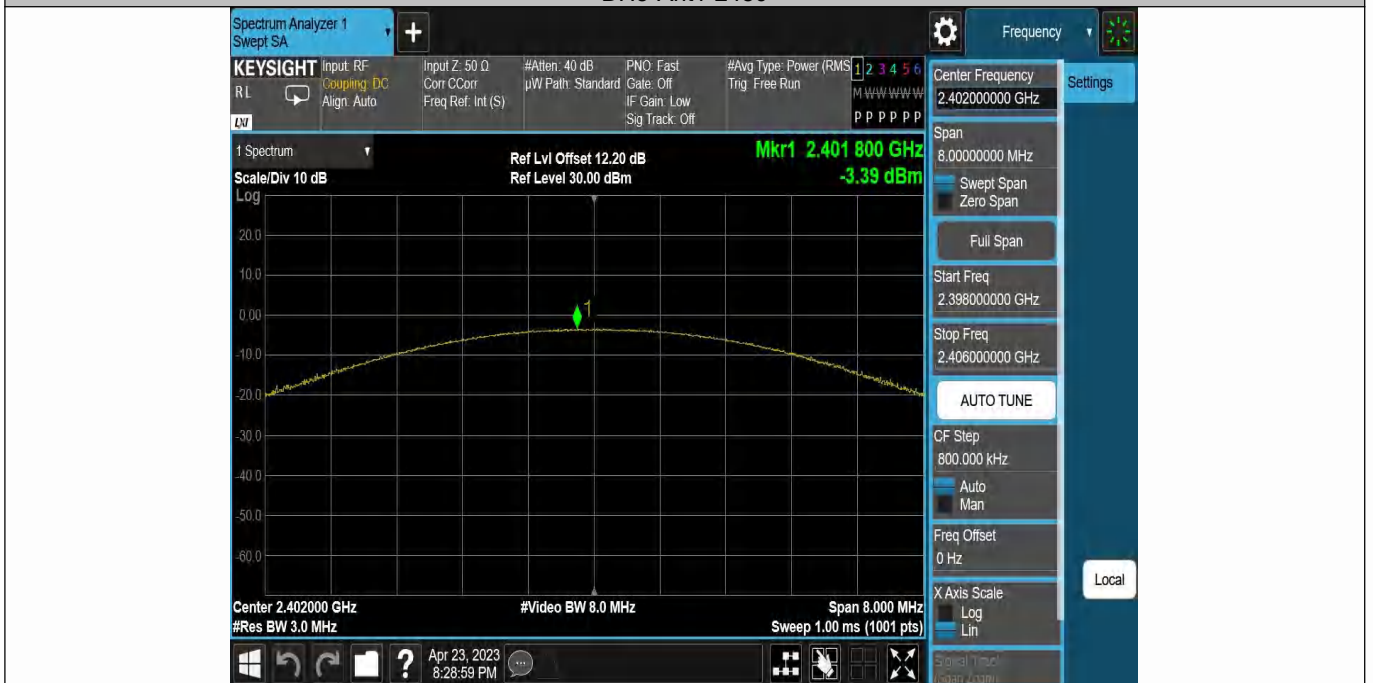 Spectrum Analyzer 1
Swept SA
+
Frequency
KEYSIGHT
RL
LXI
Input: RF
Coupling: DC
Align: Auto
Input Z: 50 Ω
Corr CCorr
Freq Ref: Int (S)
#Atten: 40 dB
µW Path: Standard
PNO: Fast
Gate: Off
IF Gain: Low
Sig Track: Off
#Avg Type: Power (RMS
Trig: Free Run
1 2 3 4 5 6
M W W W W W
P P P P P P
Center Frequency
2.402000000 GHz
Settings
Span
8.00000000 MHz
Swept Span
Zero Span
Full Span
Start Freq
2.398000000 GHz
Stop Freq
2.406000000 GHz
AUTO TUNE
CF Step
800.000 kHz
Auto
Man
Freq Offset
0 Hz
X Axis Scale
Log
Lin
Local
1 Spectrum
Scale/Div 10 dB
Ref Lvl Offset 12.20 dB
Ref Level 30.00 dBm
Mkr1 2.401 800 GHz
-3.39 dBm
Log
20.0
10.0
0.00
-10.0
-20.0
-30.0
-40.0
-50.0
-60.0
1
Center 2.402000 GHz
#Video BW 8.0 MHz
Span 8.000 MHz
#Res BW 3.0 MHz
Sweep 1.00 ms (1001 pts)
?
Apr 23, 2023
8:28:59 PM